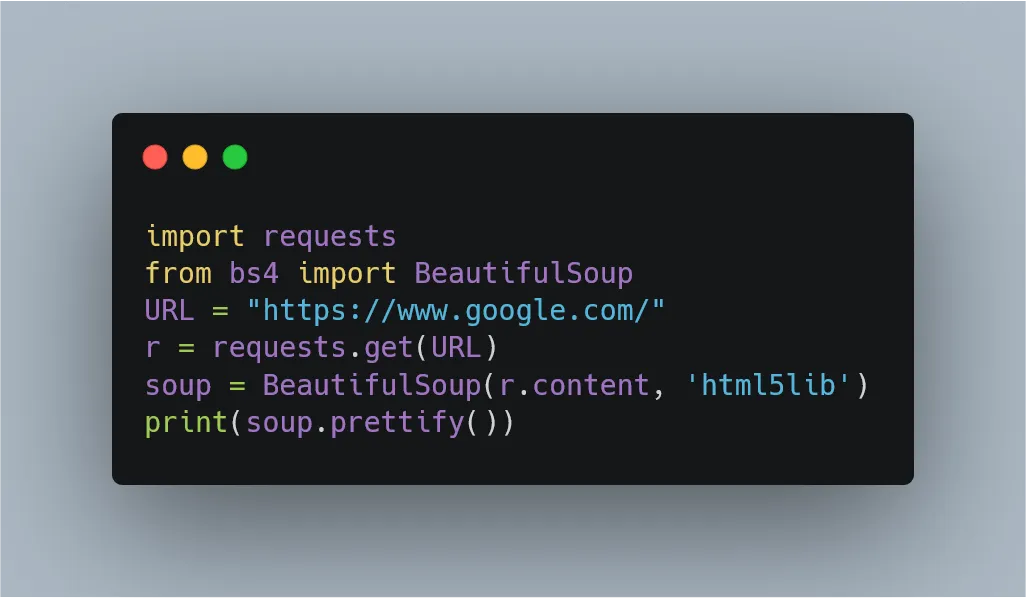 import requests
from bs4 import BeautifulSoup
URL = "https://www.google.com/"
r = requests.get(URL)
soup = BeautifulSoup(r.content, 'html5lib')
print(soup.prettify())